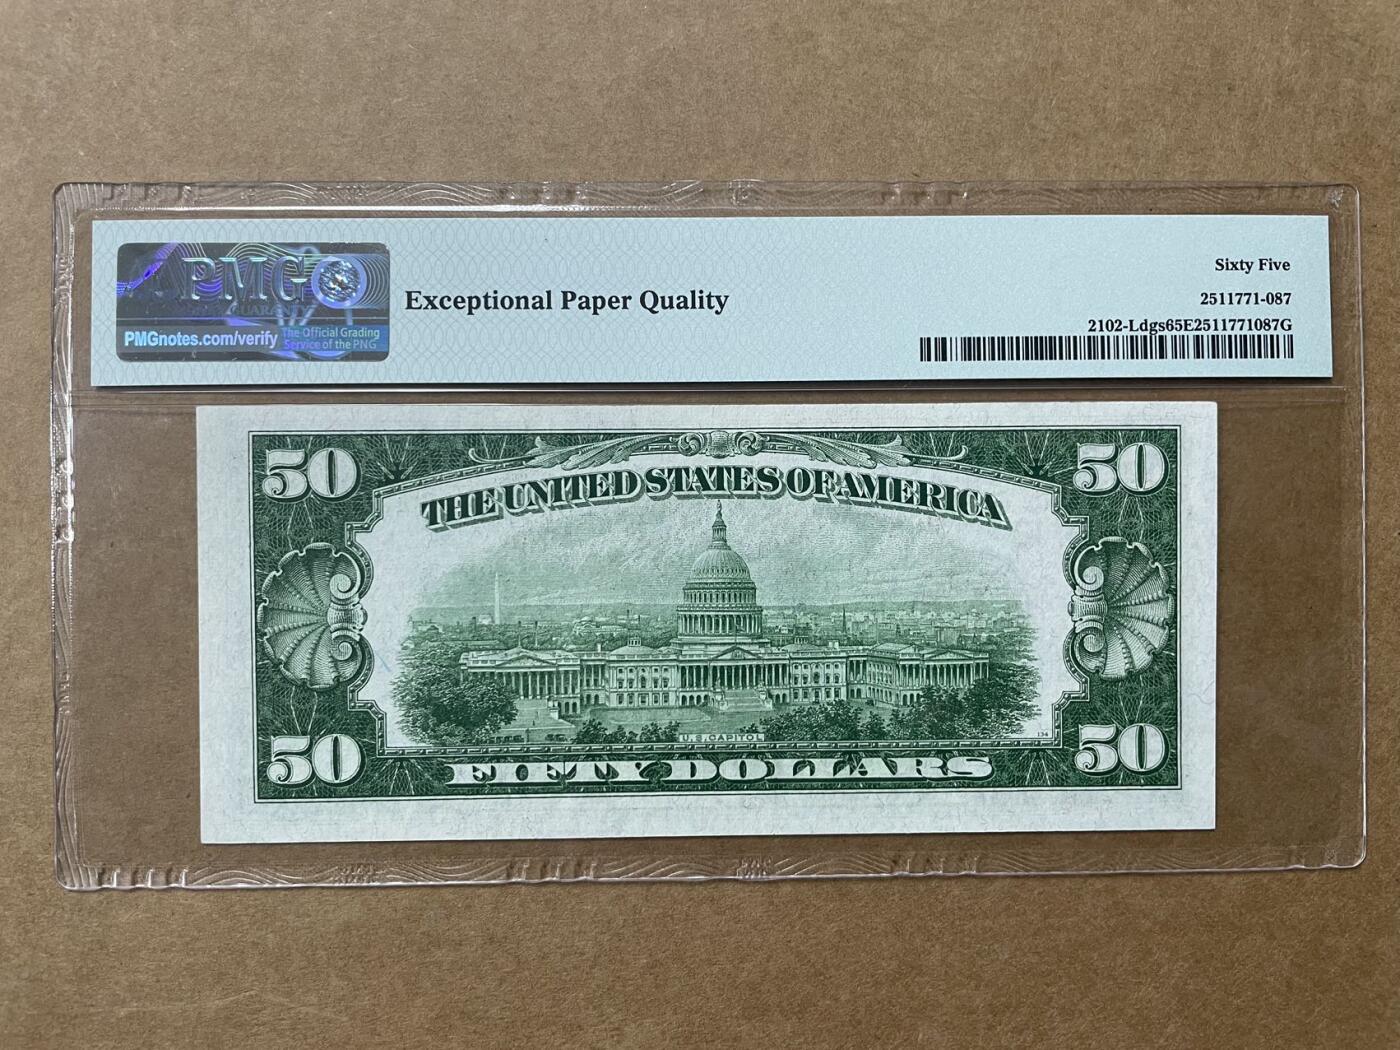 PMG
GUARANTY
PMGnotes.com/verify
The Official Grading
Service of the PNG
Exceptional Paper Quality
Sixty Five
2511771-087
2102-Ldgs65E2511771087G
50 50
THE UNITED STATES OF AMERICA
U.S. CAPITOL
134
50 50
FIFTY DOLLARS